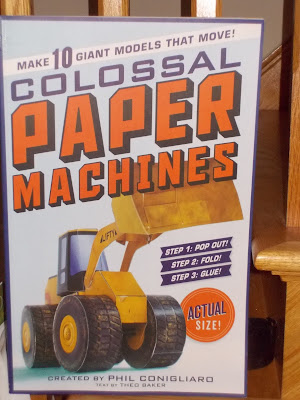 MAKE 10 GIANT MODELS THAT MOVE!
COLOSSAL
PAPER
MACHINES
LIFTY
STEP 1: POP OUT!
STEP 2: FOLD!
STEP 3: GLUE!
ACTUAL
SIZE!
CREATED BY PHIL CONIGLIARO
TEXT BY THEO BAKER